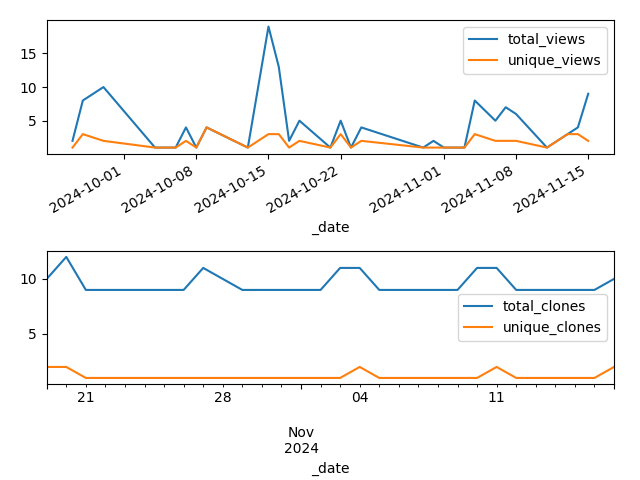 total_views
unique_views
15
10
5
2024-10-01
2024-10-08
2024-10-15
2024-10-22
2024-11-01
2024-11-08
2024-11-15
_date
10
5
total_clones
unique_clones
21
28
04
11
Nov
2024
_date